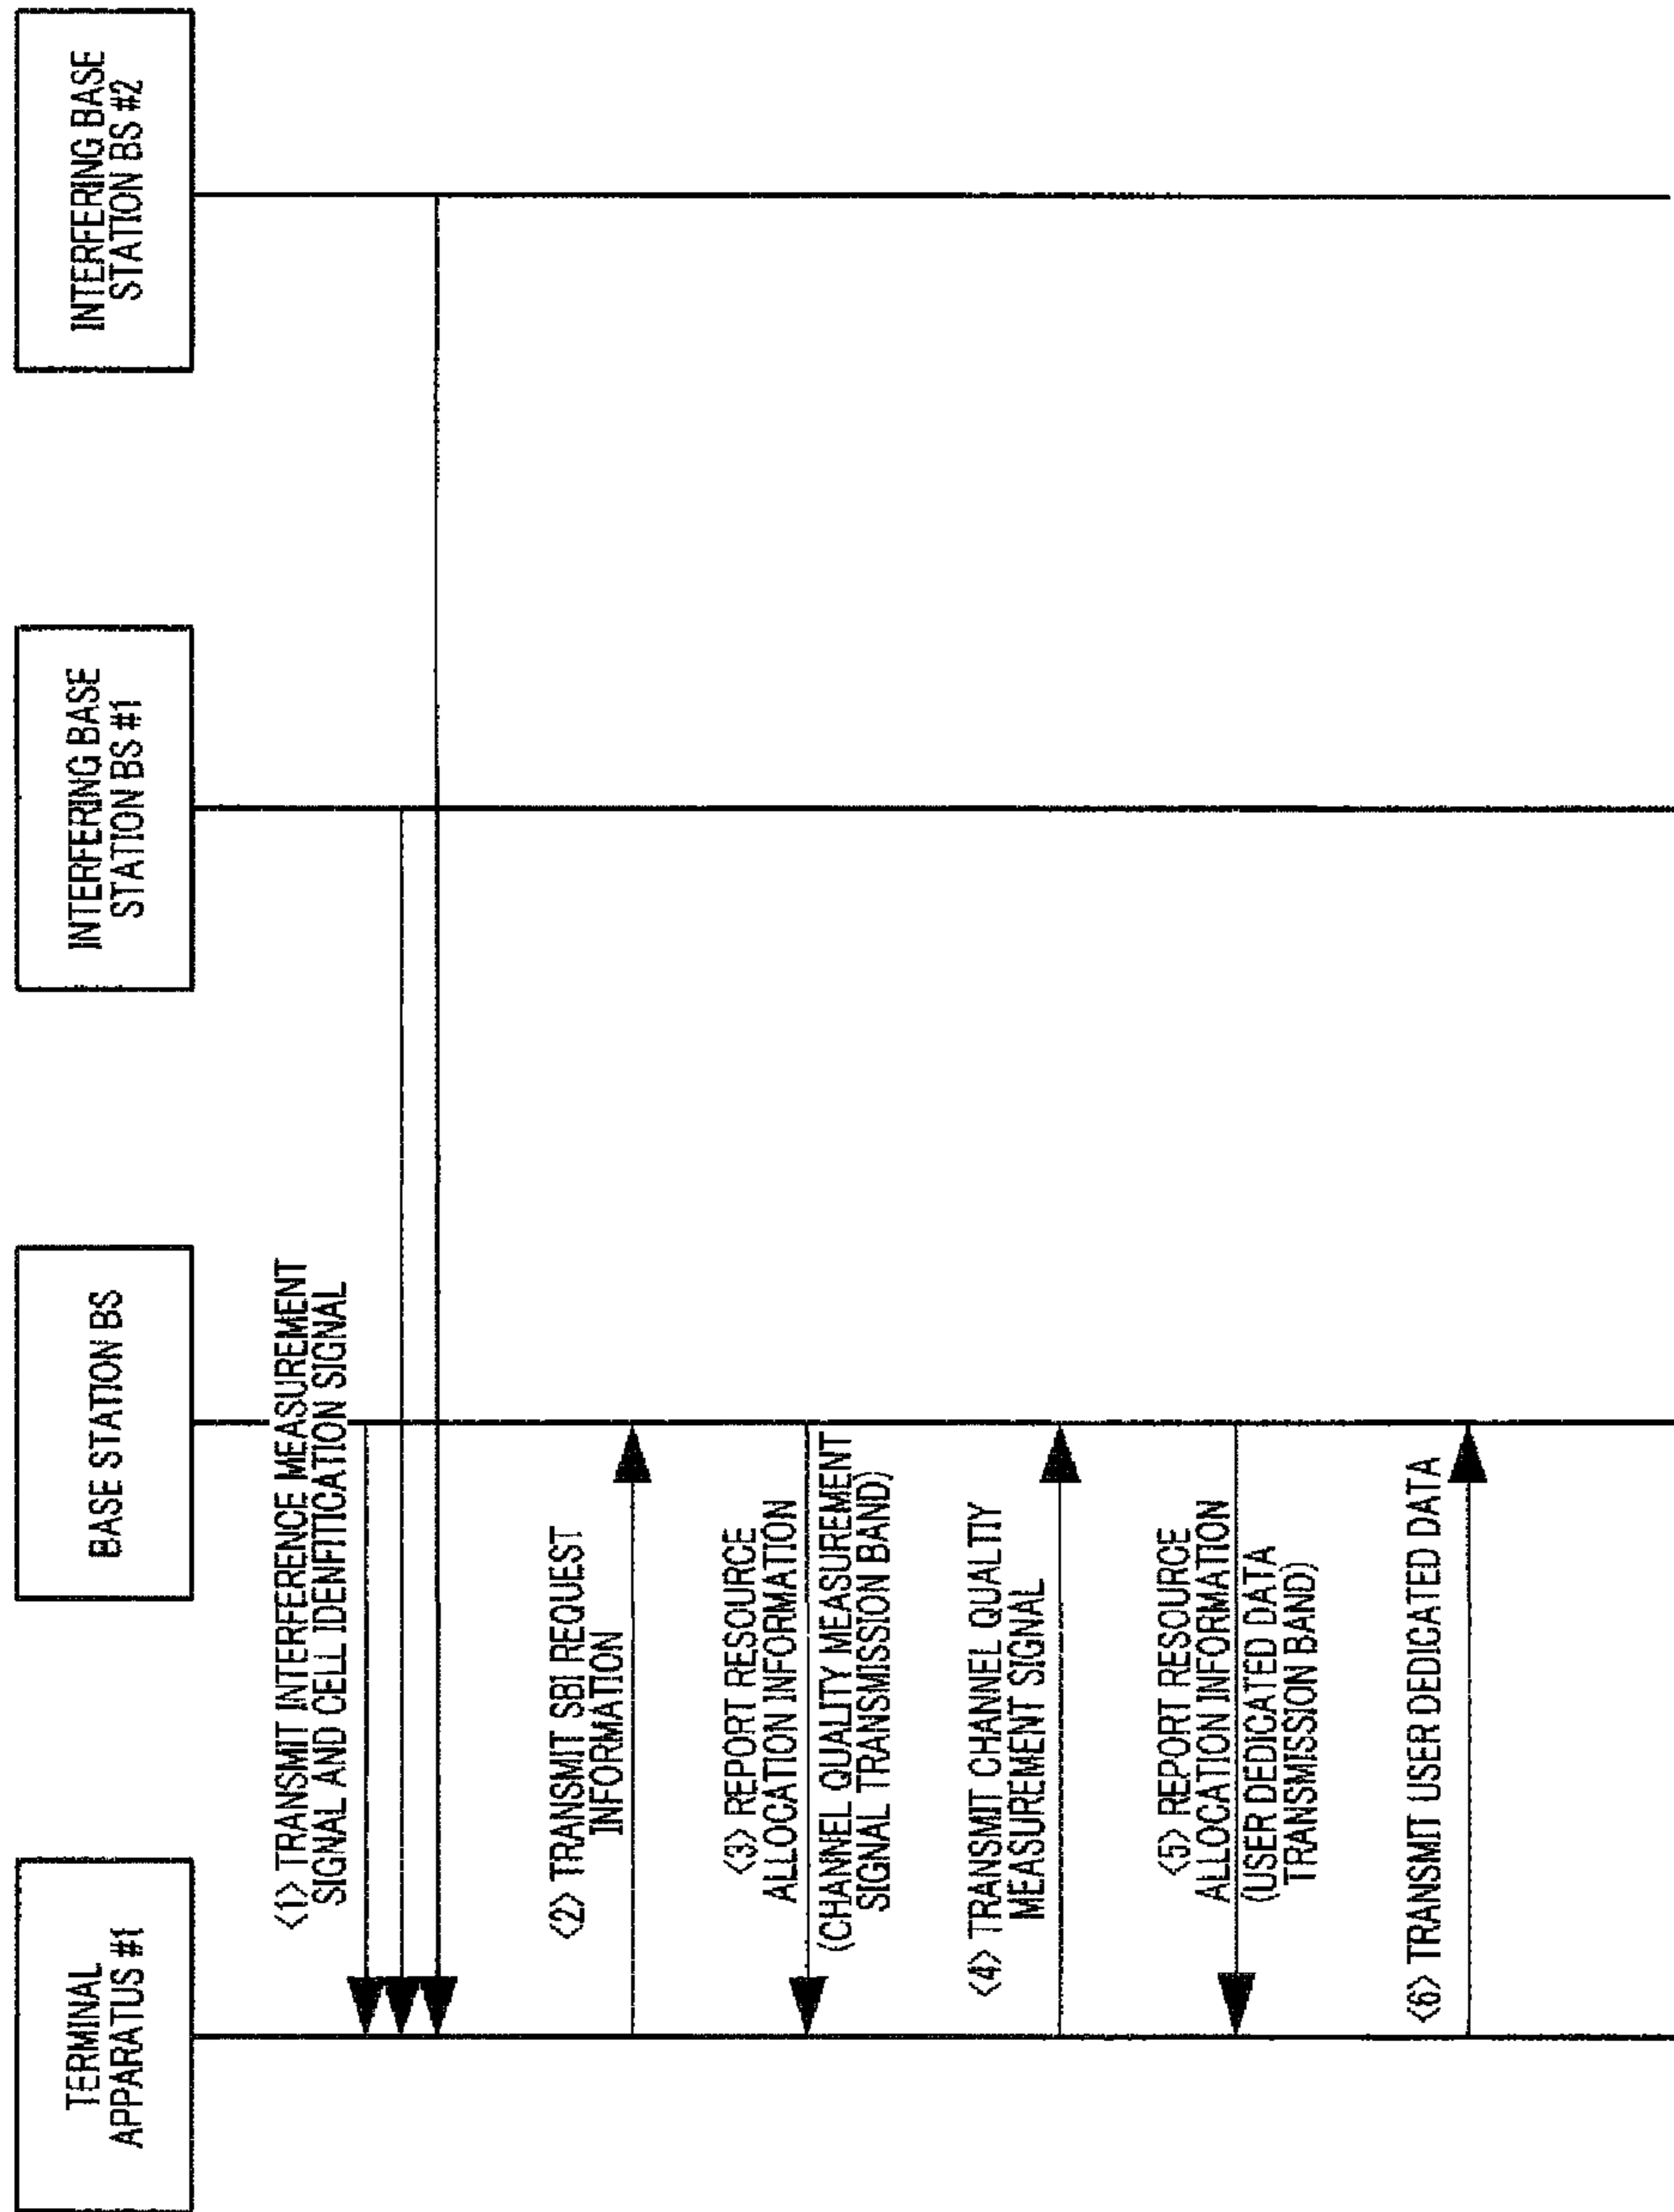 TERMINAL
APPARATUS #1
BASE STATION BS
INTERFERING BASE
STATION BS #1
INTERFERING BASE
STATION BS #2
<1> TRANSMIT INTERFERENCE MEASUREMENT
SIGNAL AND CELL IDENFITICATION SIGNAL
<2> TRANSMIT SBI REQUEST
INFORMATION
<3> REPORT RESOURCE
ALLOCATION INFORMATION
(CHANNEL QUALITY MEASUREMENT
SIGNAL TRANSMISSION BAND)
<4> TRANSMIT CHANNEL QUALTIY
MEASUREMENT SIGNAL
<5> REPORT RESOURCE
ALLOCATION INFORMATION
(USER DEDICATED DATA
TRANSMISSION BAND)
<6> TRANSMIT USER DEDICATED DATA